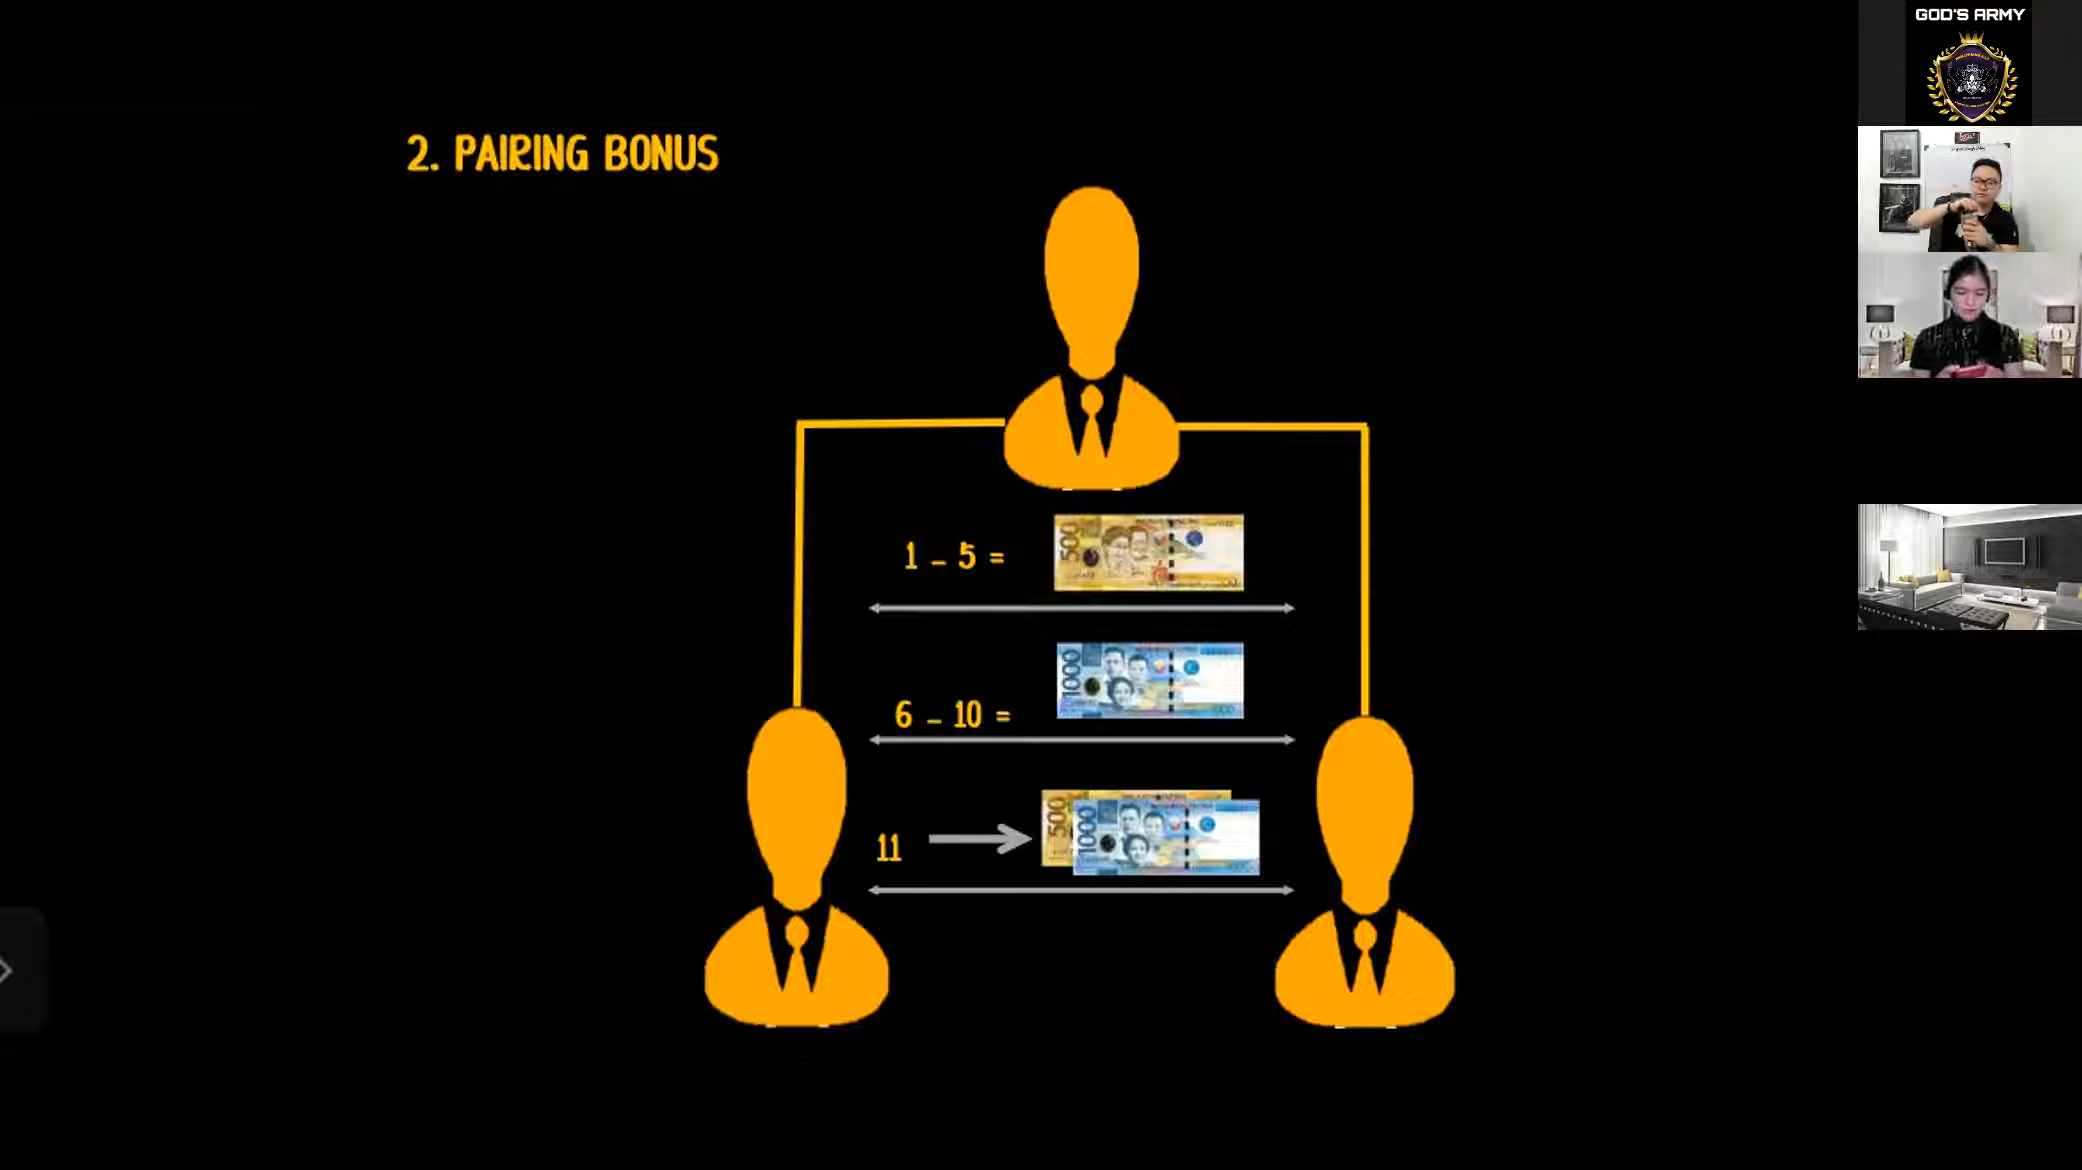 GOD'S ARMY
2. PAIRING BONUS
1 - 5 =
500
6 - 10 =
1000
11
500
1000